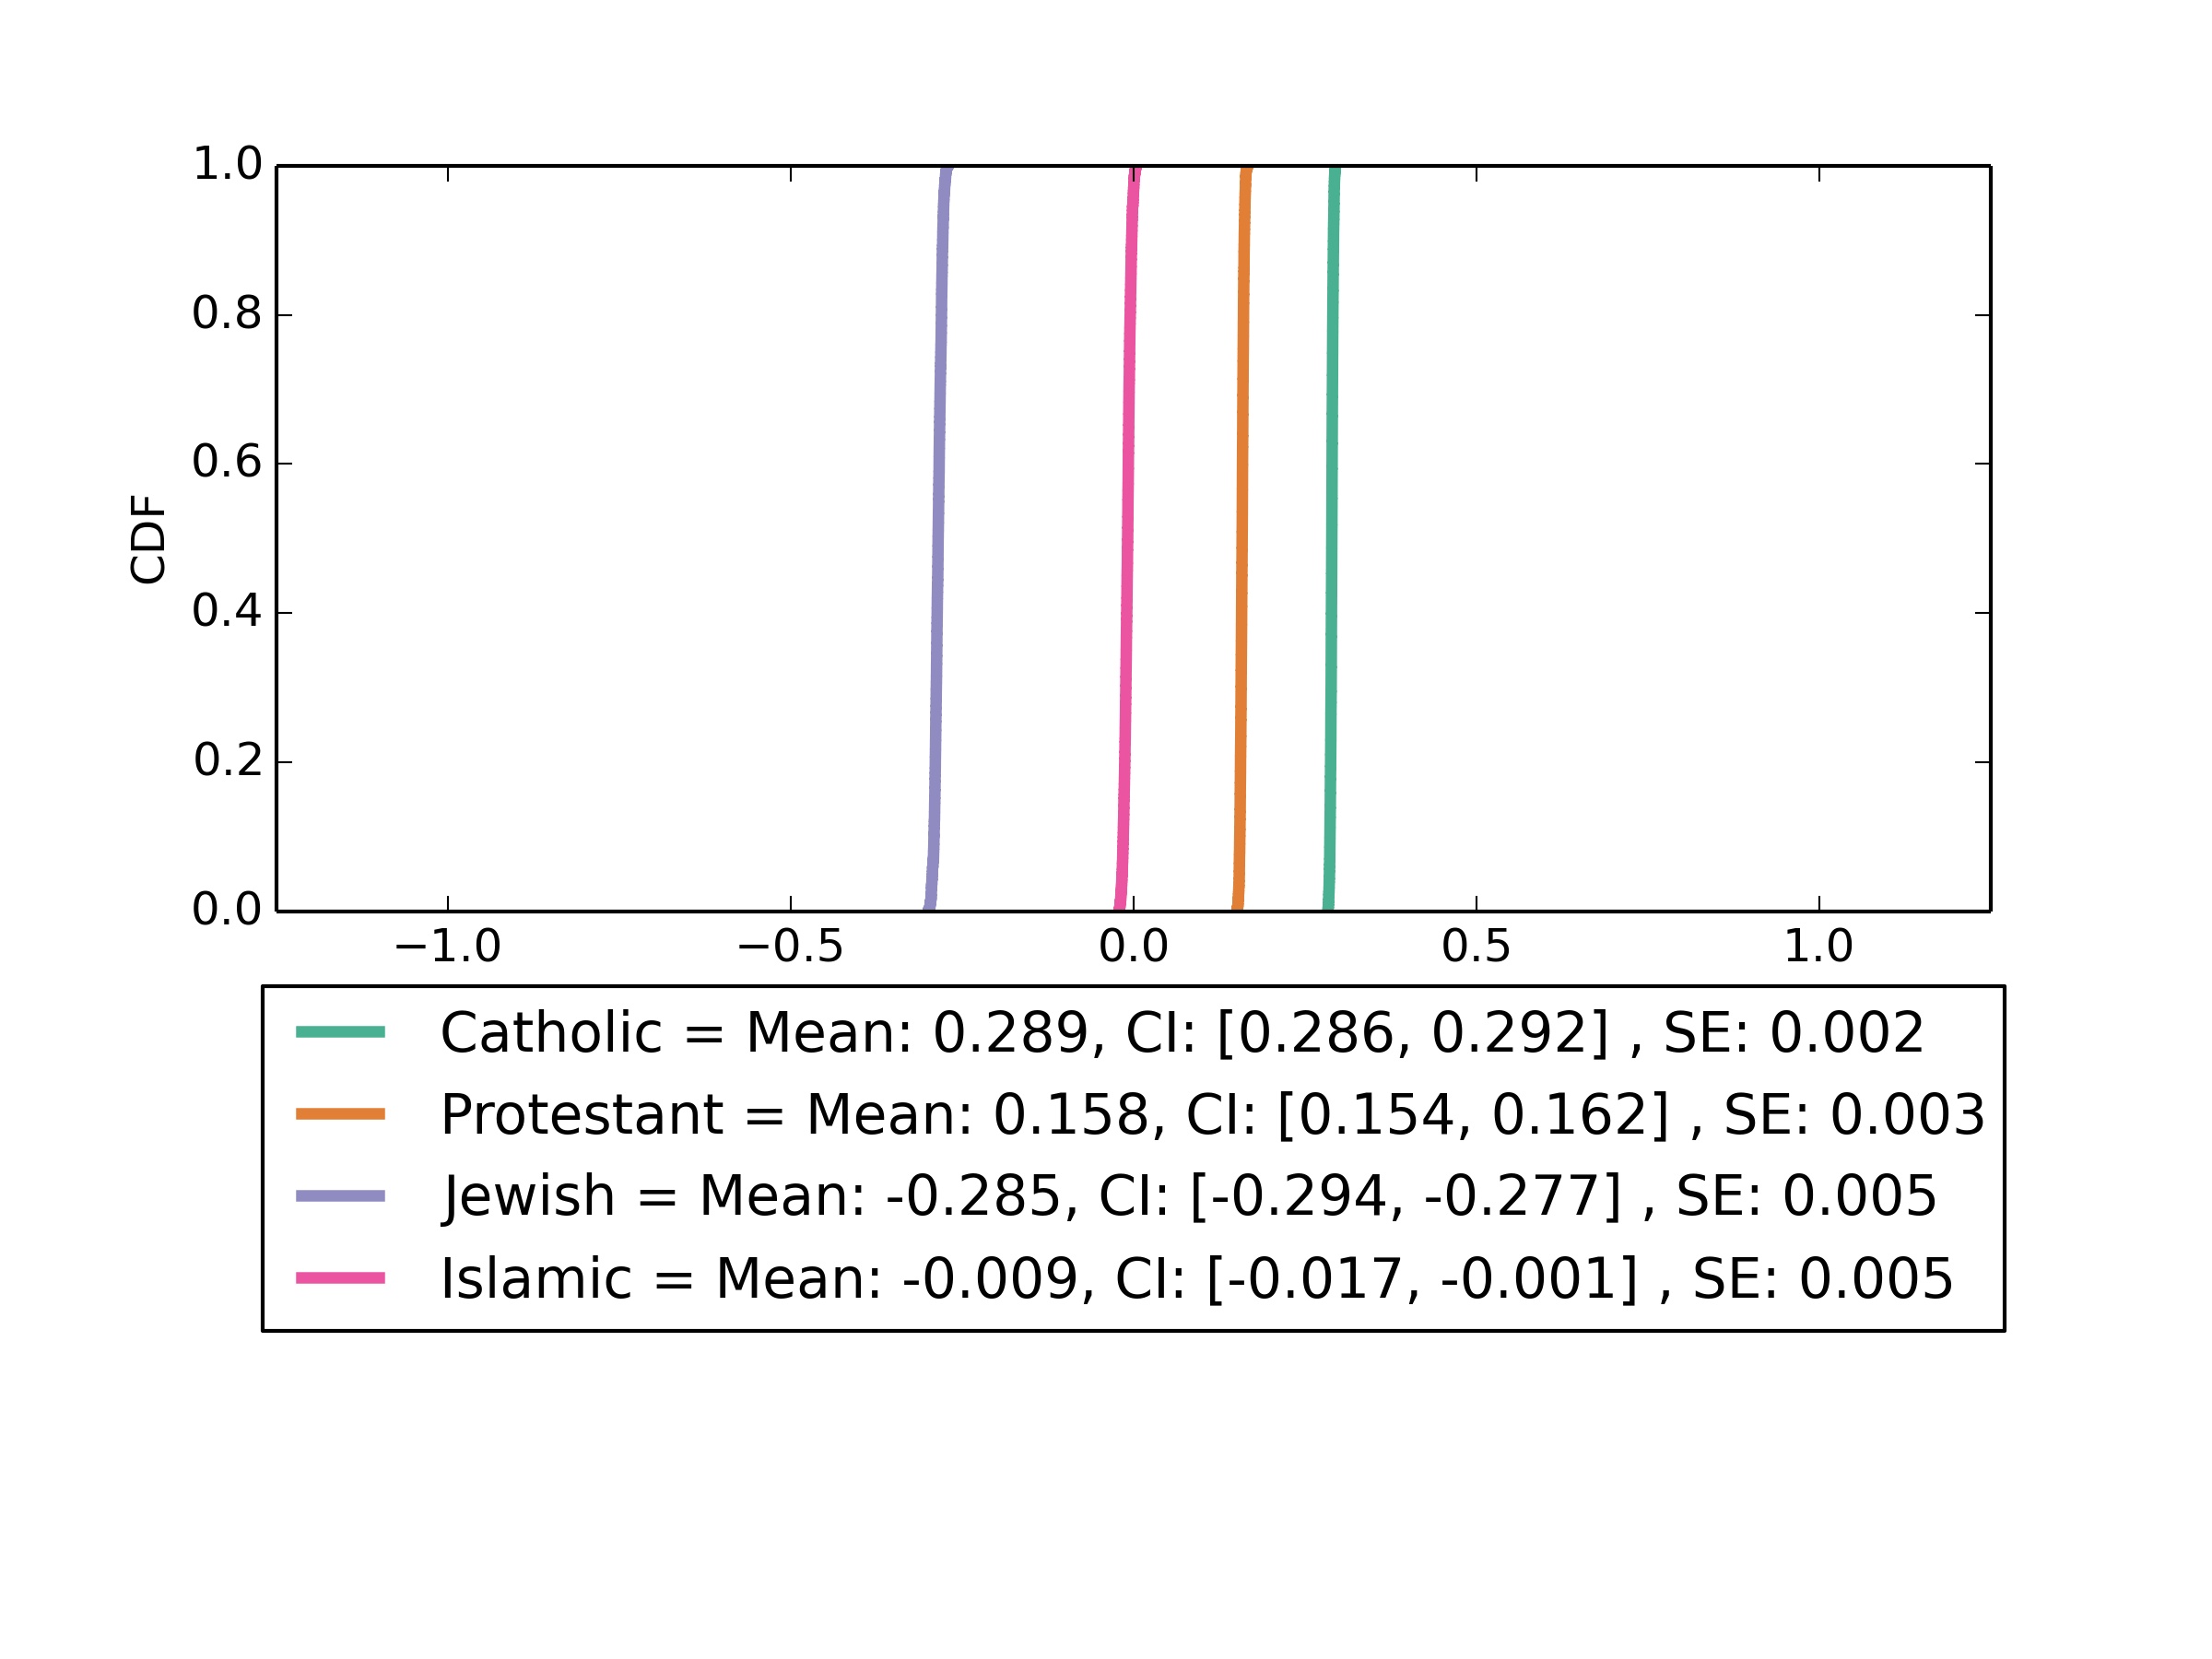 1.0
0.8
0.6
0.4
0.2
0.0
CDF
−1.0 −0.5 0.0 0.5 1.0
Catholic = Mean: 0.289, CI: [0.286, 0.292] , SE: 0.002
Protestant = Mean: 0.158, CI: [0.154, 0.162] , SE: 0.003
Jewish = Mean: -0.285, CI: [-0.294, -0.277] , SE: 0.005
Islamic = Mean: -0.009, CI: [-0.017, -0.001] , SE: 0.005